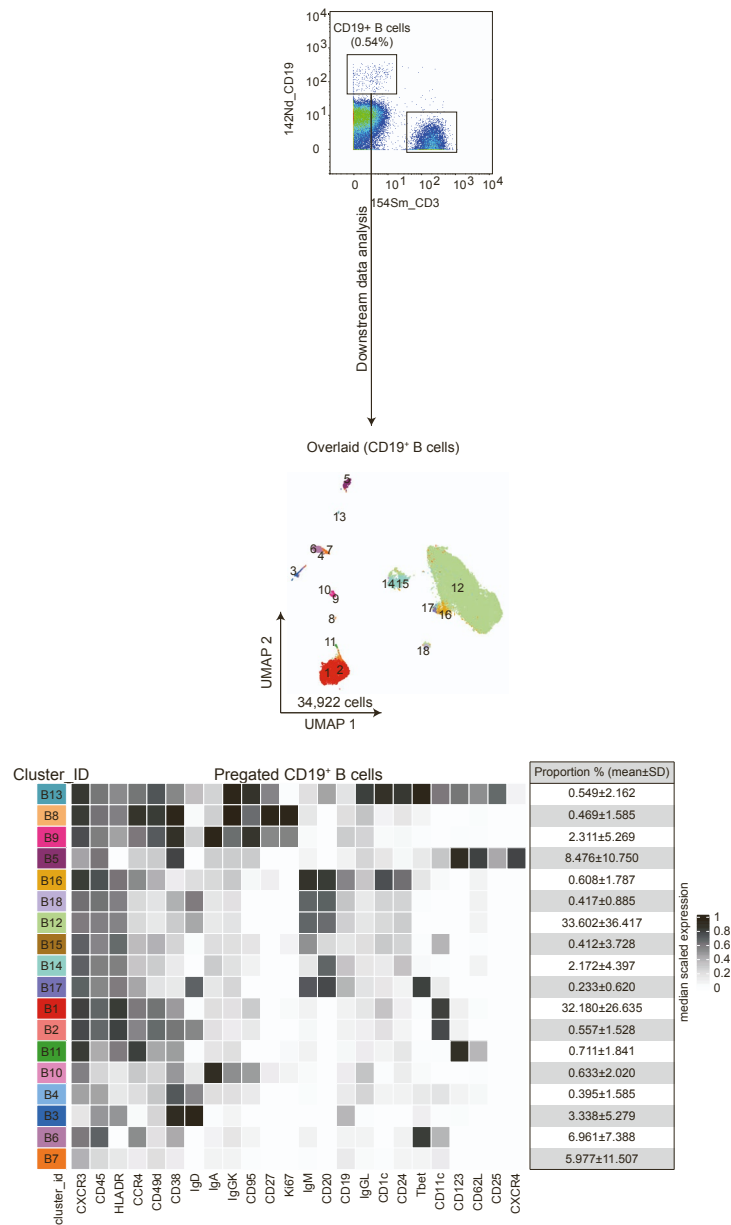 10⁴
CD19+ B cells
(0.54%)
10³
10²
10¹
0
142Nd_CD19
0 10¹ 10² 10³ 10⁴
154Sm_CD3
Downstream data analysis
Overlaid (CD19⁺ B cells)
5
13
6 7
4
3
14 15
12
10
9
17 16
8
11
18
1 2
34,922 cells
UMAP 2
UMAP 1
Cluster_ID Pregated CD19⁺ B cells Proportion % (mean±SD)
B13 0.549±2.162
B8 0.469±1.585
B9 2.311±5.269
B5 8.476±10.750
B16 0.608±1.787
B18 0.417±0.885
B12 33.602±36.417
B15 0.412±3.728
B14 2.172±4.397
B17 0.233±0.620
B1 32.180±26.635
B2 0.557±1.528
B11 0.711±1.841
B10 0.633±2.020
B4 0.395±1.585
B3 3.338±5.279
B6 6.961±7.388
B7 5.977±11.507
median scaled expression
1
0.8
0.6
0.4
0.2
0
cluster_id CXCR3 CD45 HLADR CCR4 CD49d CD38 IgD IgA IgGK CD95 CD27 Ki67 IgM CD20 CD19 IgGL CD1c CD24 Tbet CD11c CD123 CD62L CD25 CXCR4